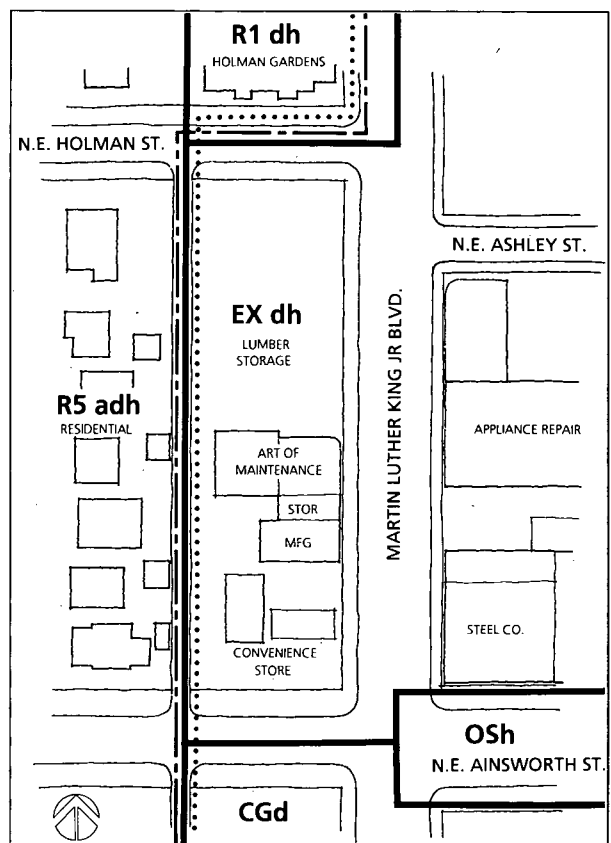 R1 dh
HOLMAN GARDENS
N.E. HOLMAN ST.
N.E. ASHLEY ST.
EX dh
LUMBER
STORAGE
MARTIN LUTHER KING JR BLVD.
R5 adh
RESIDENTIAL
APPLIANCE REPAIR
ART OF
MAINTENANCE
STOR
MFG
STEEL CO.
CONVENIENCE
STORE
OSh
N.E. AINSWORTH ST.
CGd